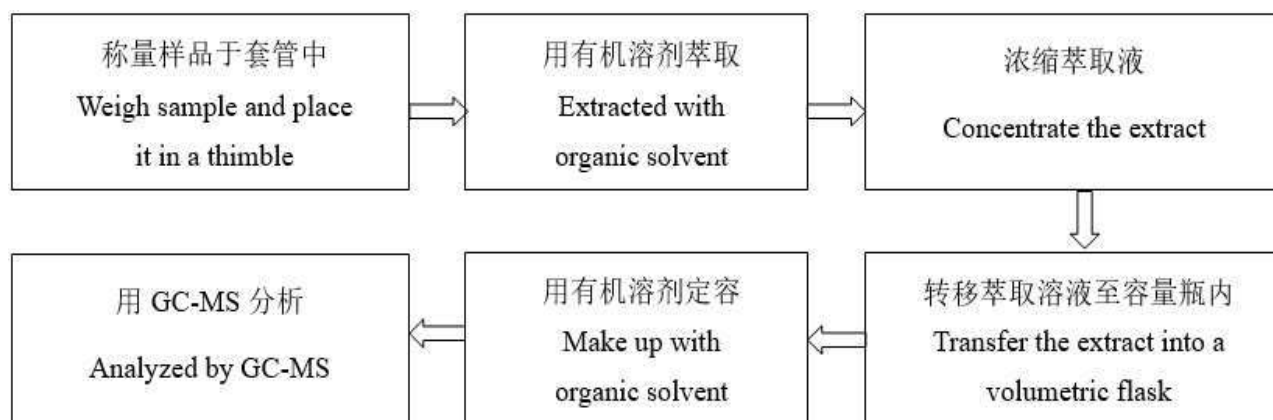 称量样品于套管中
Weigh sample and place
it in a thimble
用有机溶剂萃取
Extracted with
organic solvent
浓缩萃取液
Concentrate the extract
转移萃取溶液至容量瓶内
Transfer the extract into a
volumetric flask
用有机溶剂定容
Make up with
organic solvent
用 GC-MS 分析
Analyzed by GC-MS